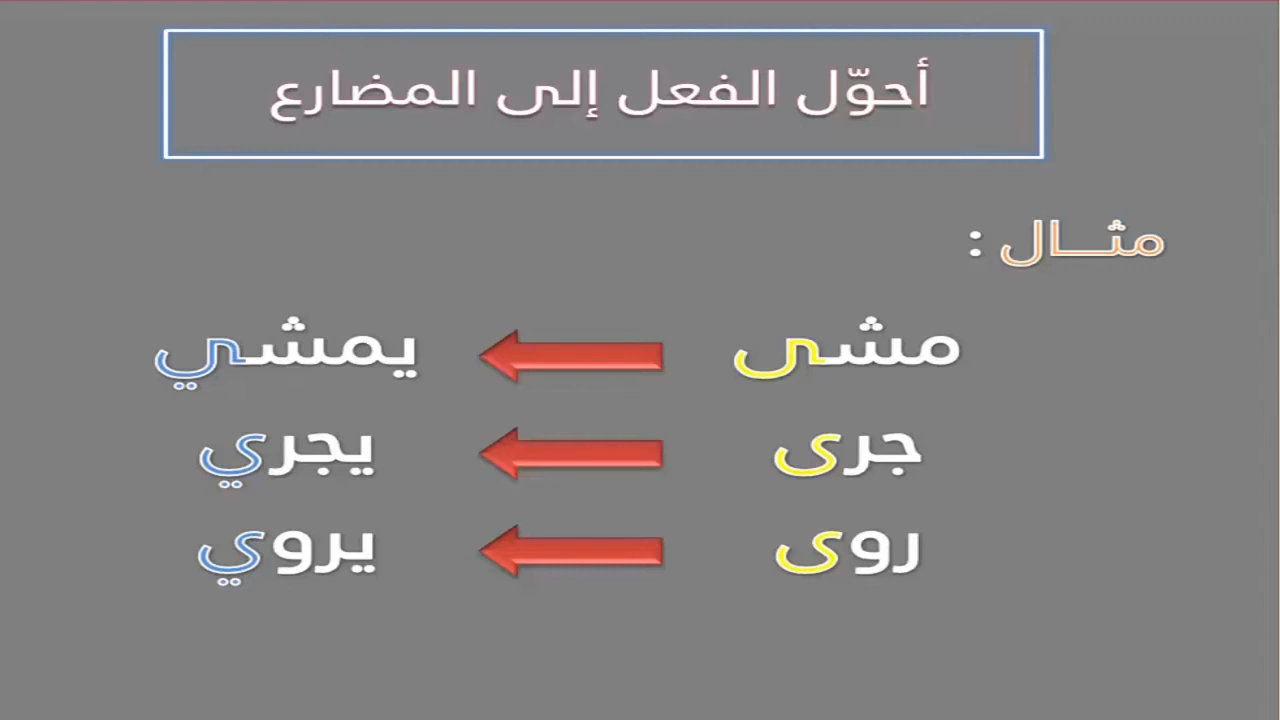 أحوّل الفعل إلى المضارع
مثـــال :
مشى يمشي
جرى يجري
روى يروي